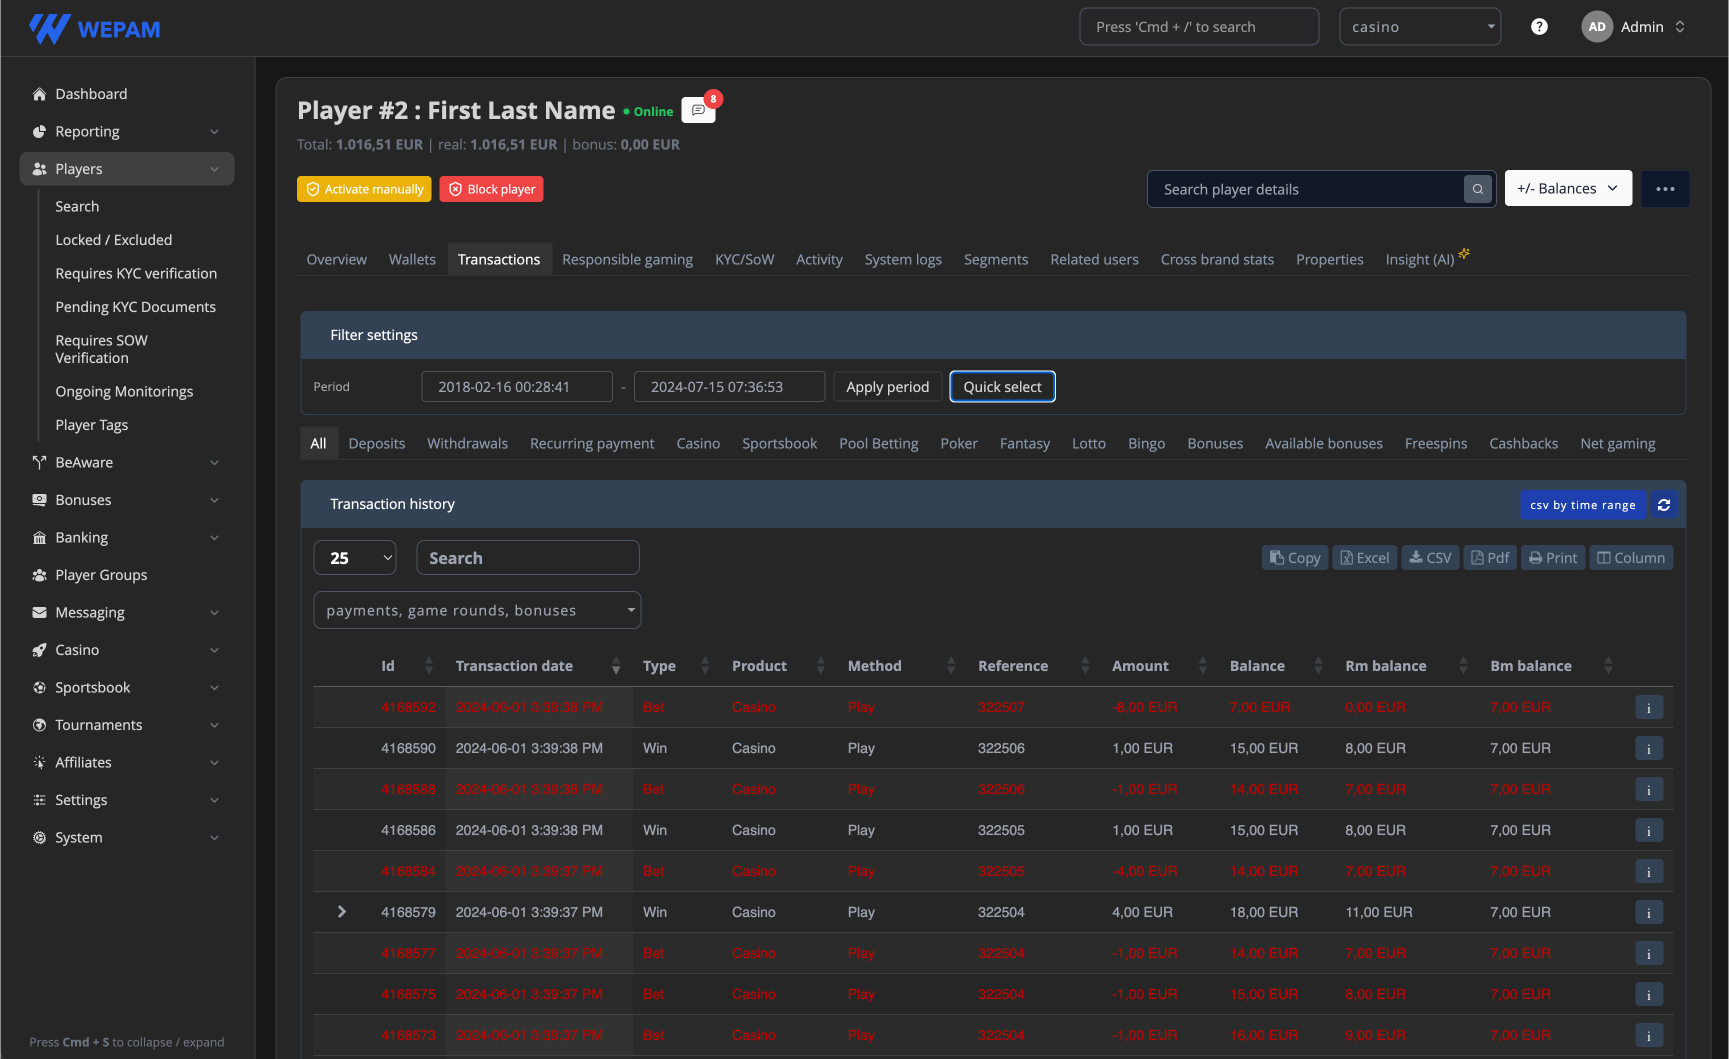 WEPAM
Press 'Cmd + /' to search
casino
?
AD
Admin
Dashboard
Reporting
Players
Search
Locked / Excluded
Requires KYC verification
Pending KYC Documents
Requires SOW
Verification
Ongoing Monitorings
Player Tags
BeAware
Bonuses
Banking
Player Groups
Messaging
Casino
Sportsbook
Tournaments
Affiliates
Settings
System
Press Cmd + S to collapse / expand
Player #2 : First Last Name
Online
8
Total: 1.016,51 EUR | real: 1.016,51 EUR | bonus: 0,00 EUR
Activate manually
Block player
Search player details
+/- Balances
Overview Wallets Transactions Responsible gaming KYC/SoW Activity System logs Segments Related users Cross brand stats Properties Insight (AI)
Filter settings
Period 2018-02-16 00:28:41 - 2024-07-15 07:36:53 Apply period Quick select
All Deposits Withdrawals Recurring payment Casino Sportsbook Pool Betting Poker Fantasy Lotto Bingo Bonuses Available bonuses Freespins Cashbacks Net gaming
Transaction history
csv by time range
25
Search
Copy Excel CSV Pdf Print Column
payments, game rounds, bonuses
Id Transaction date Type Product Method Reference Amount Balance Rm balance Bm balance
4168592 2024-06-01 3:39:38 PM Bet Casino Play 322507 -8,00 EUR 7,00 EUR 0,00 EUR 7,00 EUR i
4168590 2024-06-01 3:39:38 PM Win Casino Play 322506 1,00 EUR 15,00 EUR 8,00 EUR 7,00 EUR i
4168588 2024-06-01 3:39:38 PM Bet Casino Play 322506 -1,00 EUR 14,00 EUR 7,00 EUR 7,00 EUR i
4168586 2024-06-01 3:39:38 PM Win Casino Play 322505 1,00 EUR 15,00 EUR 8,00 EUR 7,00 EUR i
4168584 2024-06-01 3:39:37 PM Bet Casino Play 322505 -4,00 EUR 14,00 EUR 7,00 EUR 7,00 EUR i
4168579 2024-06-01 3:39:37 PM Win Casino Play 322504 4,00 EUR 18,00 EUR 11,00 EUR 7,00 EUR i
4168577 2024-06-01 3:39:37 PM Bet Casino Play 322504 -1,00 EUR 14,00 EUR 7,00 EUR 7,00 EUR i
4168575 2024-06-01 3:39:37 PM Bet Casino Play 322504 -1,00 EUR 15,00 EUR 8,00 EUR 7,00 EUR i
4168573 2024-06-01 3:39:37 PM Bet Casino Play 322504 -1,00 EUR 16,00 EUR 9,00 EUR 7,00 EUR i